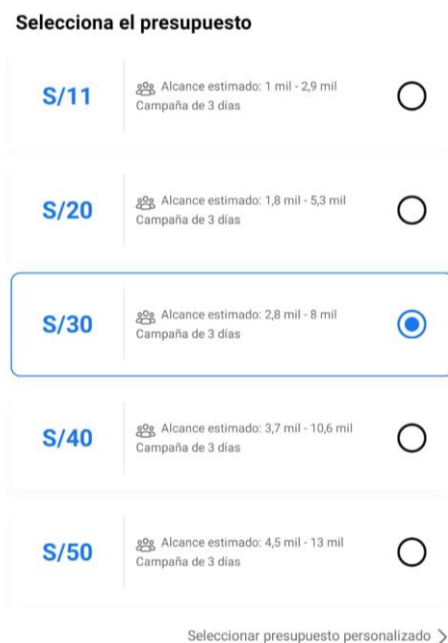 Selecciona el presupuesto
S/11
Alcance estimado: 1 mil - 2,9 mil
Campaña de 3 días
S/20
Alcance estimado: 1,8 mil - 5,3 mil
Campaña de 3 días
S/30
Alcance estimado: 2,8 mil - 8 mil
Campaña de 3 días
S/40
Alcance estimado: 3,7 mil - 10,6 mil
Campaña de 3 días
S/50
Alcance estimado: 4,5 mil - 13 mil
Campaña de 3 días
Seleccionar presupuesto personalizado